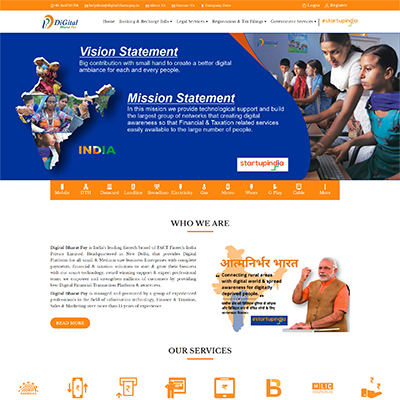 Login
Register
DiGital
Bharat Pay
Home
Banking & Recharge Bills
Legal Services
Registrations & Tax Filings
Government Services
#startupindia
Vision Statement
Big contribution with small hand to create a better digital
ambiance for each and every people.
Mission Statement
In this mission we provide technological support and build
the largest group of networks that creating digital
awareness so that Financial & Taxation related services
easily available to the large number of people.
INDIA
startupindia
DiGital
Mobile
DTH
Datacard
Landline
Broadband
Electricity
Gas
Metro
Water
G Play
Cable
More
WHO WE ARE
Digital Bharat Pay is India's leading fintech brand of
Private Limited. Headquartered in New Delhi, that provides Digital
Platform for all small & Medium size business Enterprises with complete
payments, financial & taxation solutions to start & grow their business
with our smart technology, award winning support & expert professional
team; we empower and strengthen millions of customers by providing
best Digital Financial Transaction Platform & awareness.
Digital Bharat Pay is managed and promoted by a group of experienced
professionals in the field of information technology, Finance & Taxation,
Sales & Marketing over more than 15 years of experience.
READ MORE
आत्मनिर्भर भारत
Connecting rural areas
with digital world & spread
awareness for digitally
deprived people.
#startupindia
OUR SERVICES
B
LIC